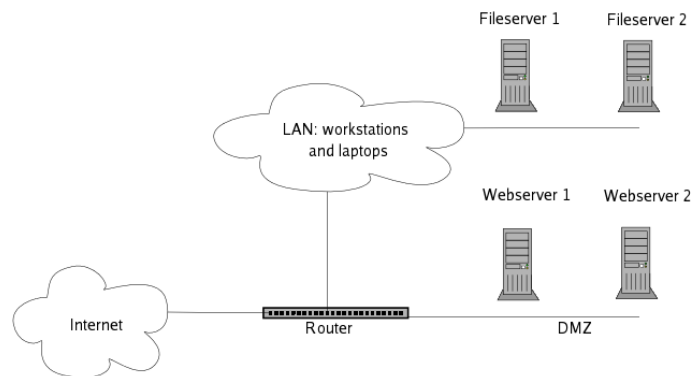 Fileserver 1
Fileserver 2
LAN: workstations
and laptops
Webserver 1
Webserver 2
Internet
Router
DMZ